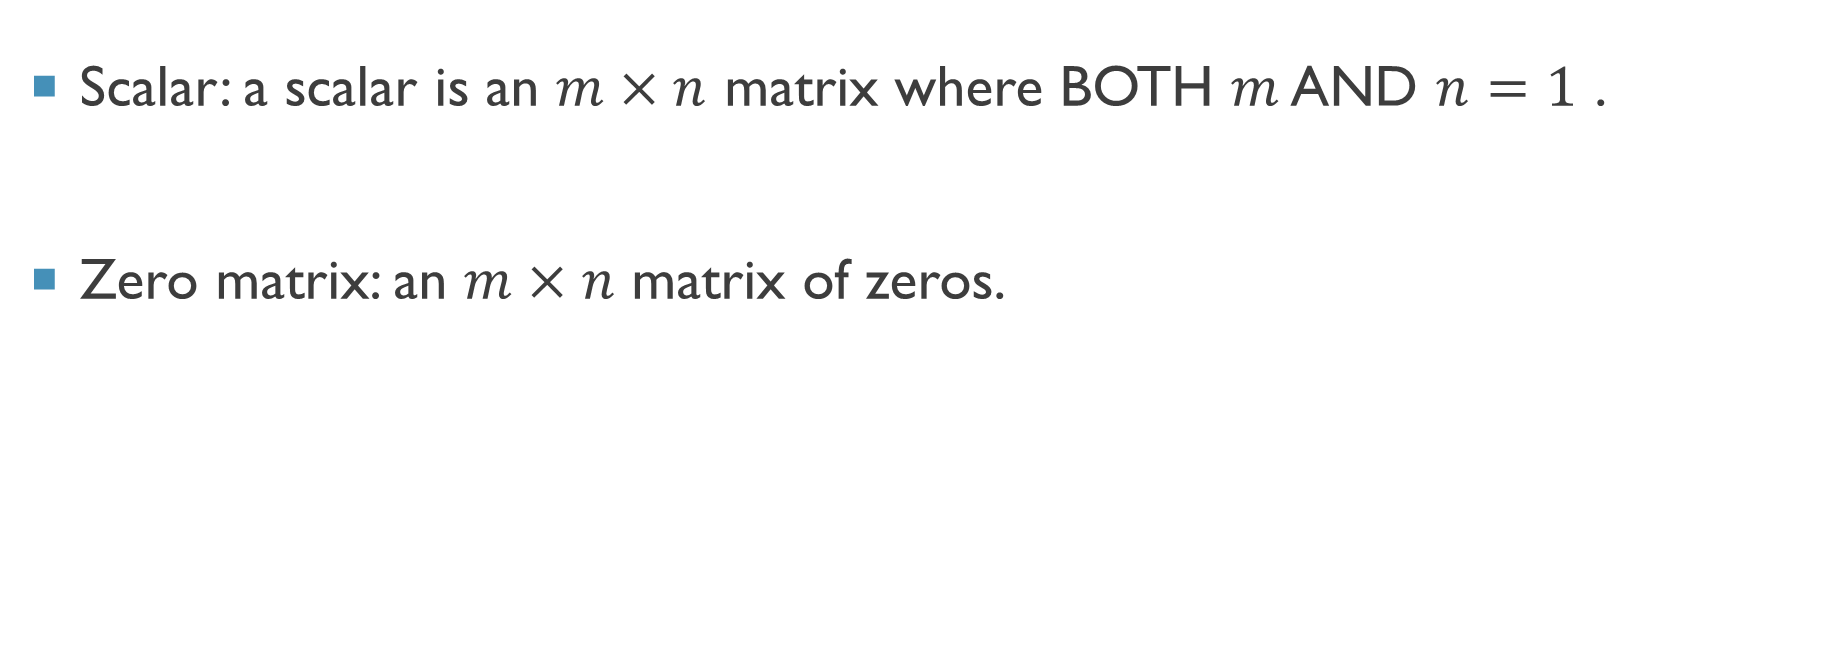 ▪ Scalar: a scalar is an m × n matrix where BOTH m AND n = 1 .
▪ Zero matrix: an m × n matrix of zeros.